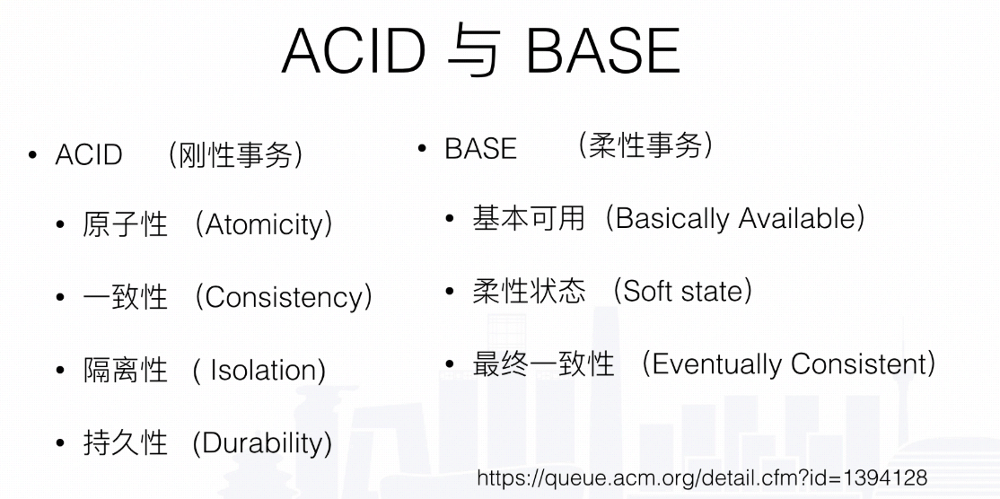 ACID 与 BASE
• ACID （刚性事务）
• 原子性 （Atomicity）
• 一致性 （Consistency）
• 隔离性 ( Isolation)
• 持久性 (Durability)
• BASE （柔性事务）
• 基本可用（Basically Available）
• 柔性状态 （Soft state）
• 最终一致性 （Eventually Consistent）
https://queue.acm.org/detail.cfm?id=1394128